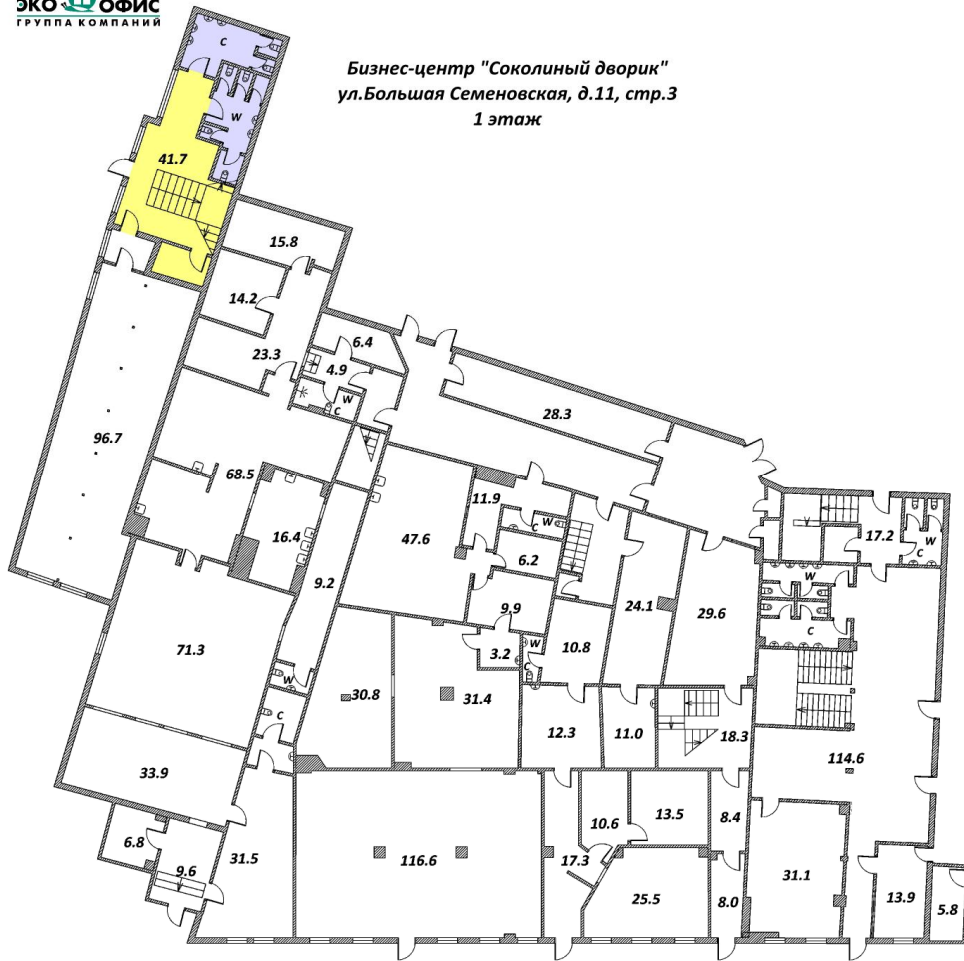 ЭКО ОФИС
ГРУППА КОМПАНИЙ
Бизнес-центр "Соколиный дворик"
ул.Большая Семеновская, д.11, стр.3
1 этаж
C
W
41.7
15.8
14.2
23.3
6.4
4.9
W
C
28.3
96.7
68.5
16.4
47.6
11.9
C
W
6.2
9.9
9.2
17.2
C
W
W
C
24.1
29.6
71.3
W
C
3.2
W
C
10.8
30.8
31.4
12.3
11.0
18.3
114.6
33.9
6.8
9.6
31.5
116.6
17.3
10.6
13.5
8.4
25.5
8.0
31.1
13.9
5.8